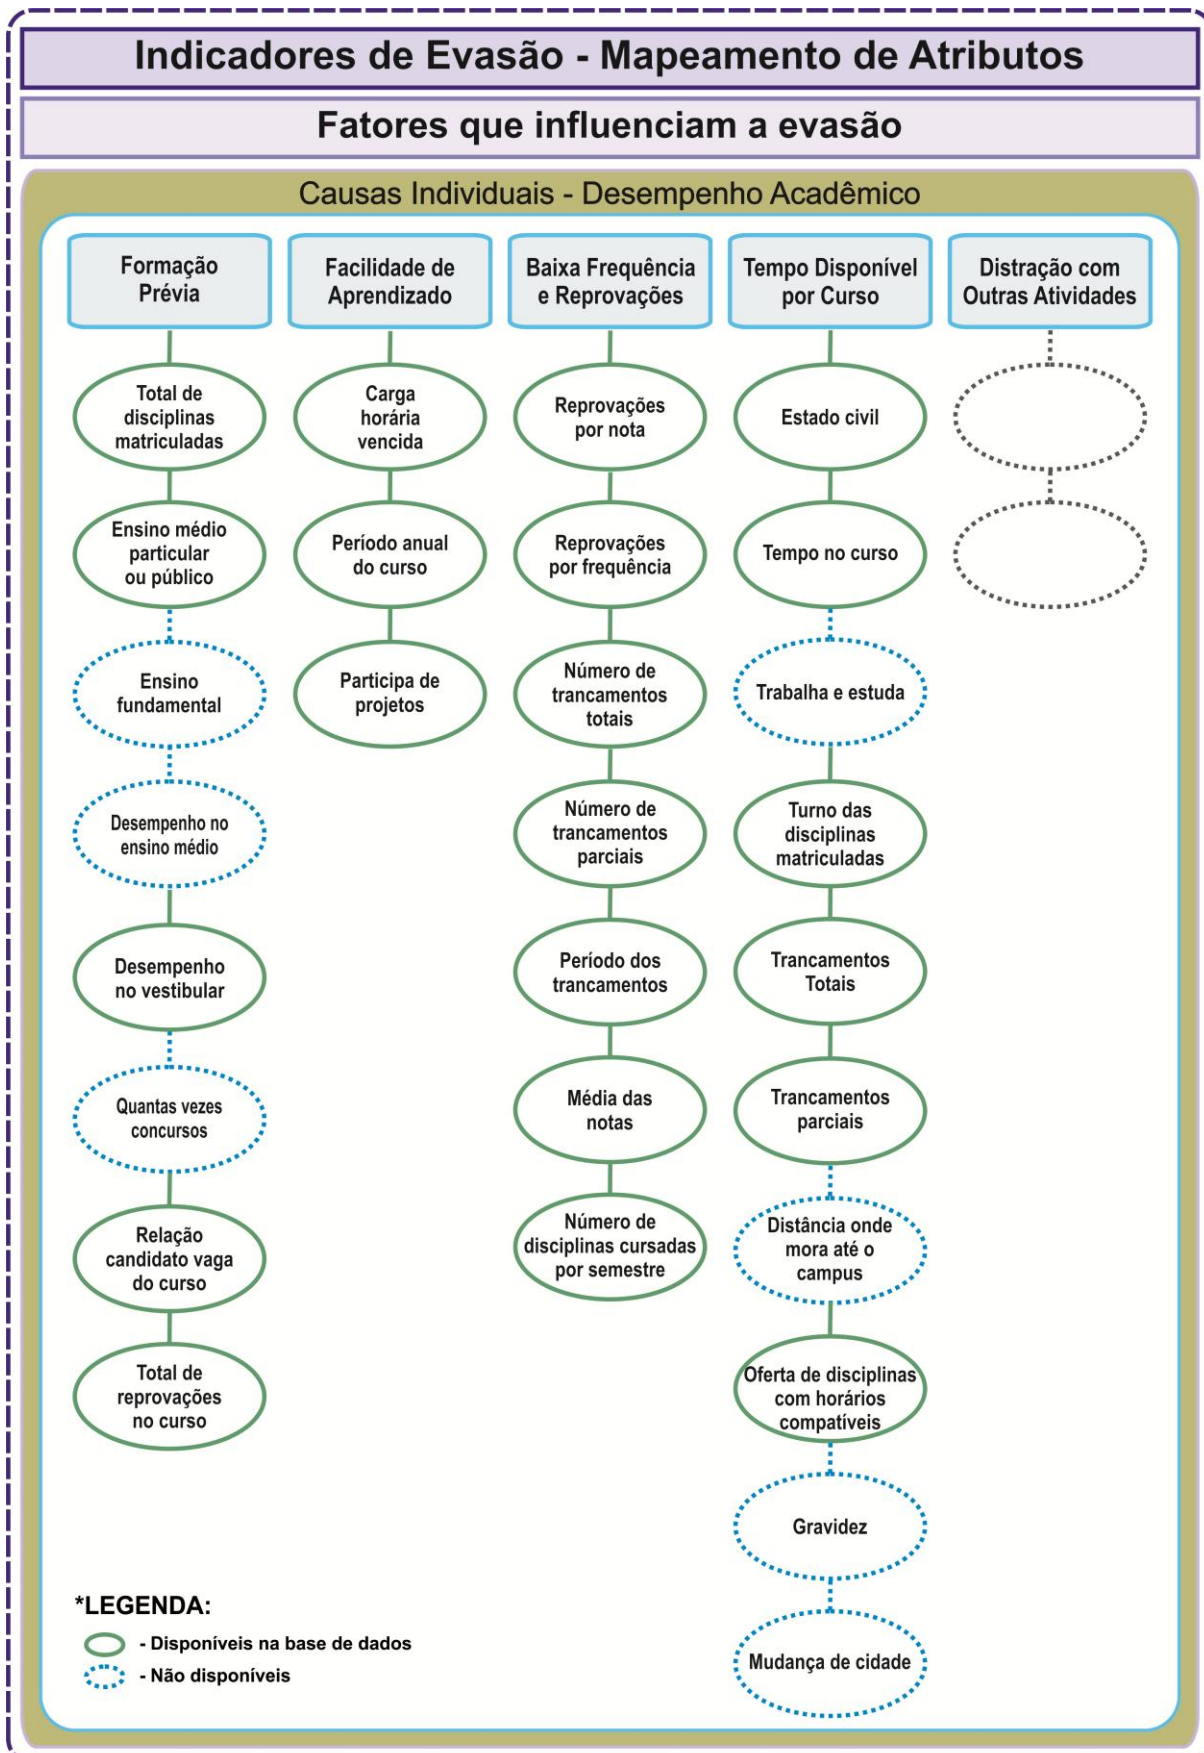 Indicadores de Evasão - Mapeamento de Atributos
Fatores que influenciam a evasão
Causas Individuais - Desempenho Acadêmico
Formação
Prévia
Total de
disciplinas
matriculadas
Ensino médio
particular
ou público
Ensino
fundamental
Desempenho no
ensino médio
Desempenho
no vestibular
Quantas vezes
concursos
Relação
candidato vaga
do curso
Total de
reprovações
no curso
Facilidade de
Aprendizado
Carga
horária
vencida
Período anual
do curso
Participa de
projetos
Baixa Frequência
e Reprovações
Reprovações
por nota
Reprovações
por frequência
Número de
trancamentos
totais
Número de
trancamentos
parciais
Período dos
trancamentos
Média das
notas
Número de
disciplinas cursadas
por semestre
Tempo Disponível
por Curso
Estado civil
Tempo no curso
Trabalha e estuda
Turno das
disciplinas
matriculadas
Trancamentos
Totais
Trancamentos
parciais
Distância onde
mora até o
campus
Oferta de disciplinas
com horários
compatíveis
Gravidez
Mudança de cidade
Distração com
Outras Atividades
*LEGENDA:
- Disponíveis na base de dados
- Não disponíveis